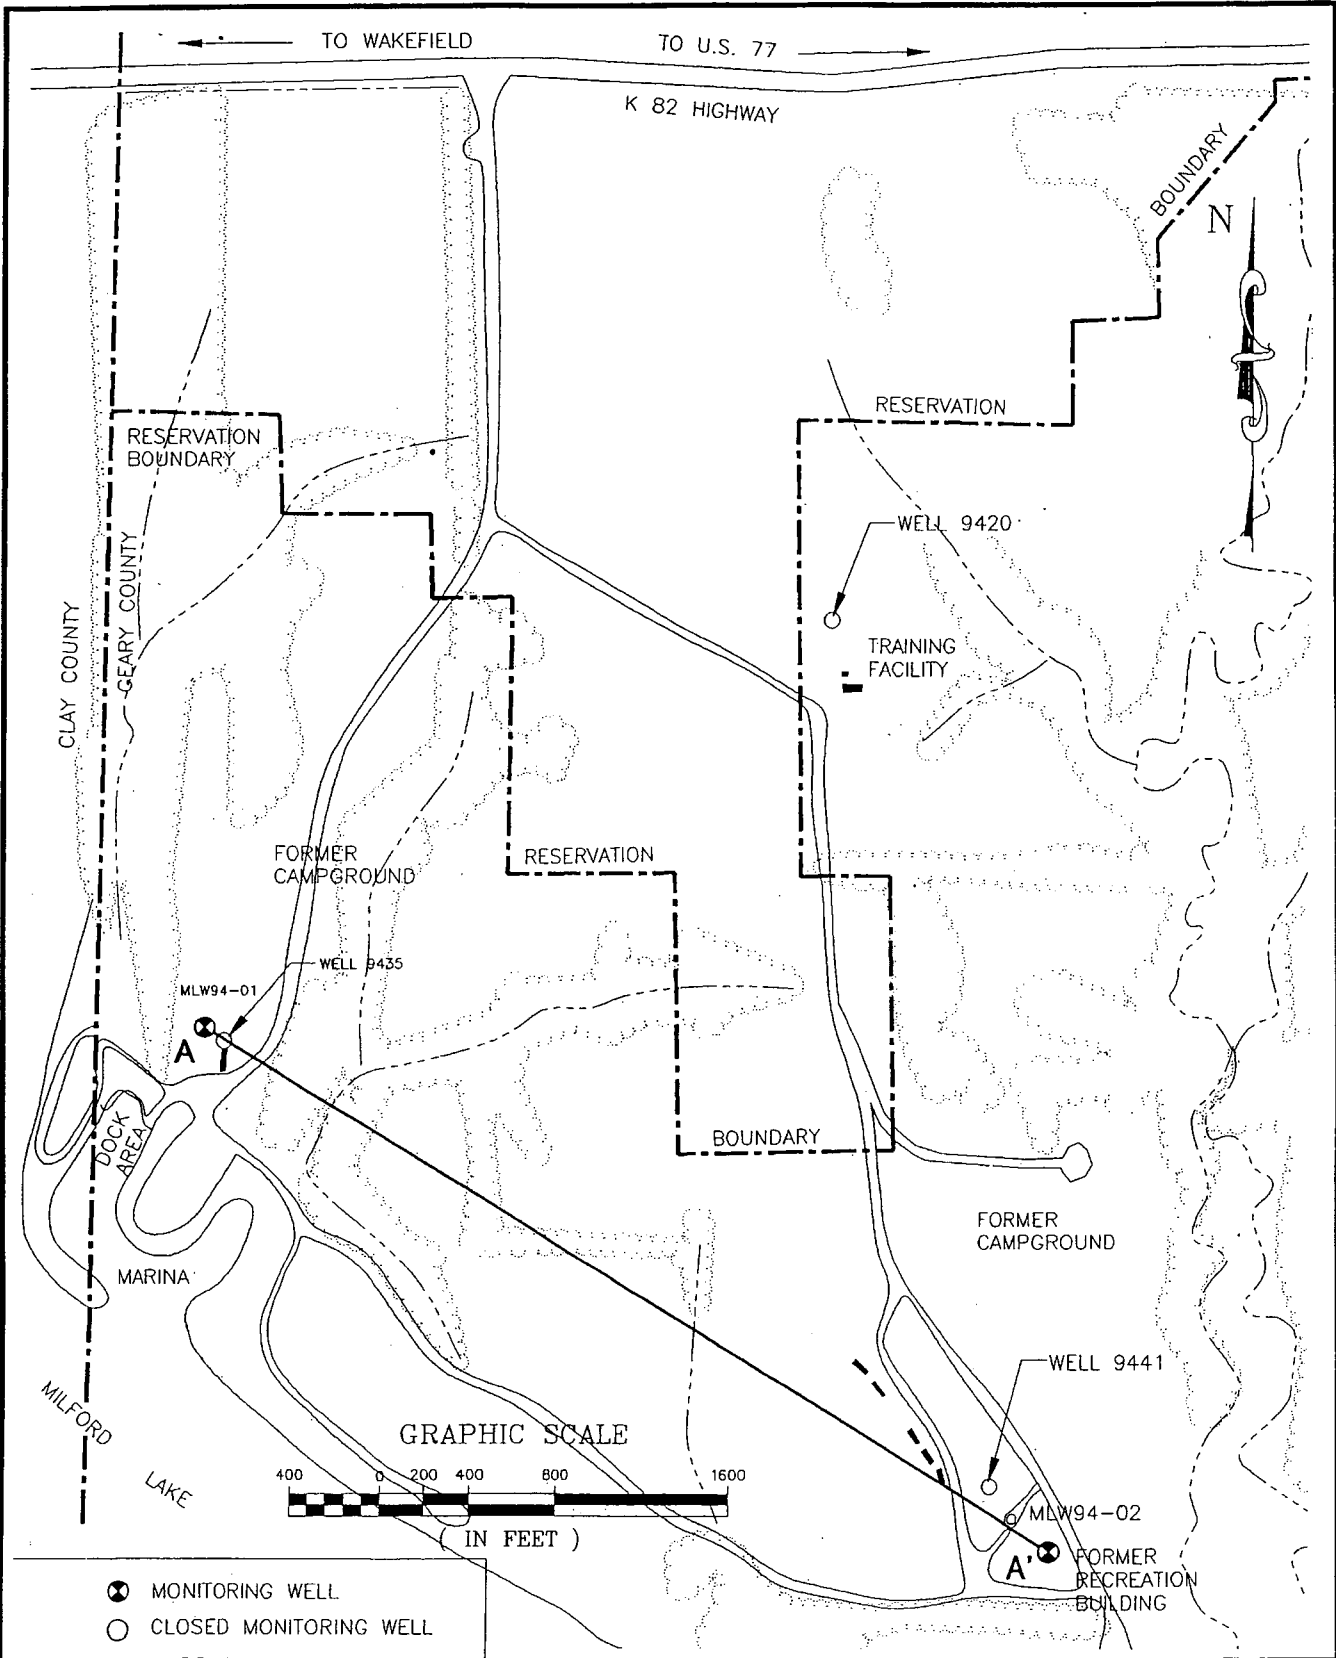 TO WAKEFIELD
TO U.S. 77
K 82 HIGHWAY
BOUNDARY
N
RESERVATION
RESERVATION
BOUNDARY
WELL 9420
CLAY COUNTY
GEARY COUNTY
TRAINING
FACILITY
FORMER
CAMPGROUND
RESERVATION
WELL 9435
MLW94-01
A
DOCK
AREA
BOUNDARY
FORMER
CAMPGROUND
MARINA
WELL 9441
MILFORD
LAKE
GRAPHIC SCALE
400 0 200 400 800 1600
( IN FEET )
MLW94-02
A'
FORMER
RECREATION
BUILDING
MONITORING WELL
CLOSED MONITORING WELL